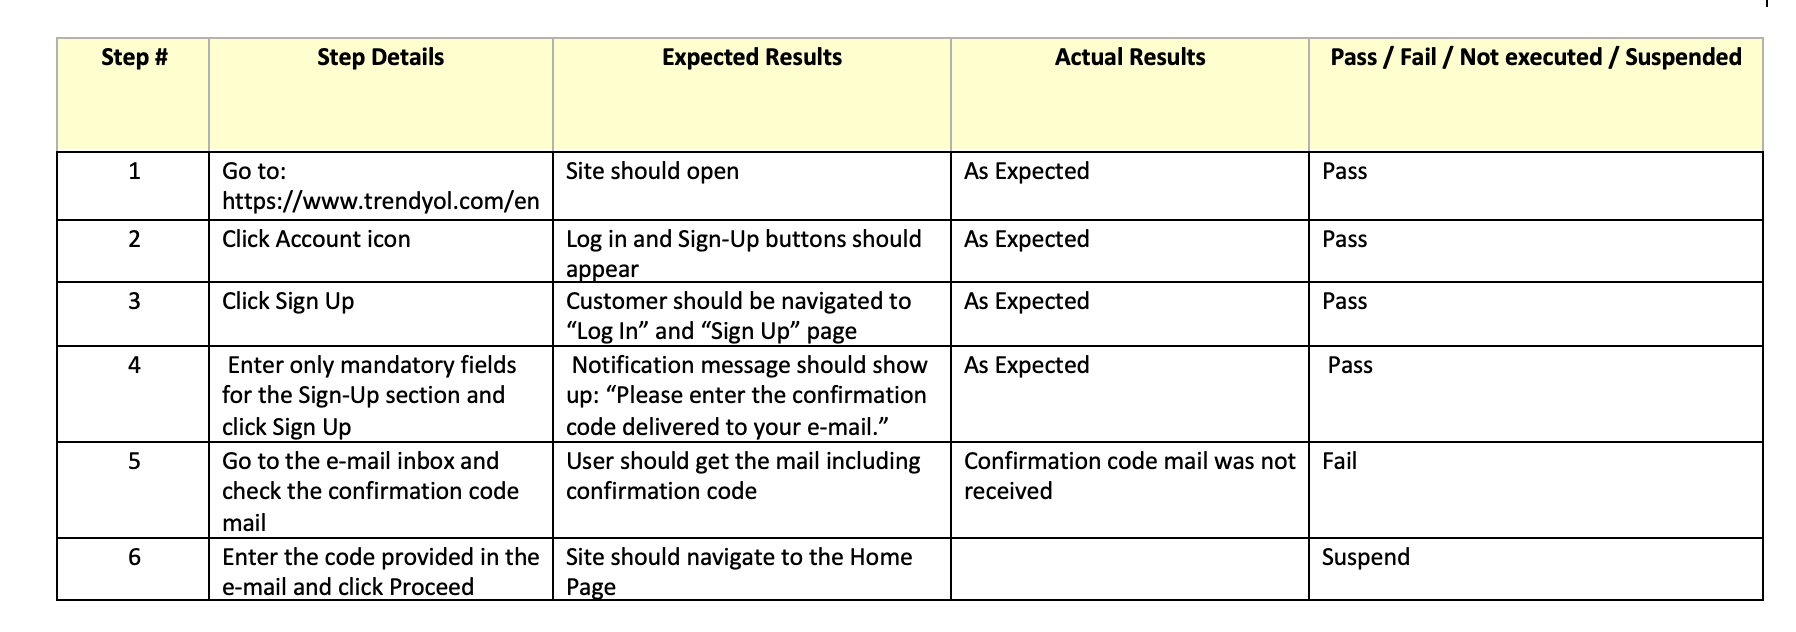 Step # Step Details Expected Results Actual Results Pass / Fail / Not executed / Suspended
1 Go to: Site should open As Expected Pass
https://www.trendyol.com/en
2 Click Account icon Log in and Sign-Up buttons should As Expected Pass
appear
3 Click Sign Up Customer should be navigated to As Expected Pass
“Log In” and “Sign Up” page
4 Enter only mandatory fields Notification message should show As Expected Pass
for the Sign-Up section and up: “Please enter the confirmation
click Sign Up code delivered to your e-mail.”
5 Go to the e-mail inbox and User should get the mail including Confirmation code mail was not Fail
check the confirmation code confirmation code received
mail
6 Enter the code provided in the Site should navigate to the Home Suspend
e-mail and click Proceed Page